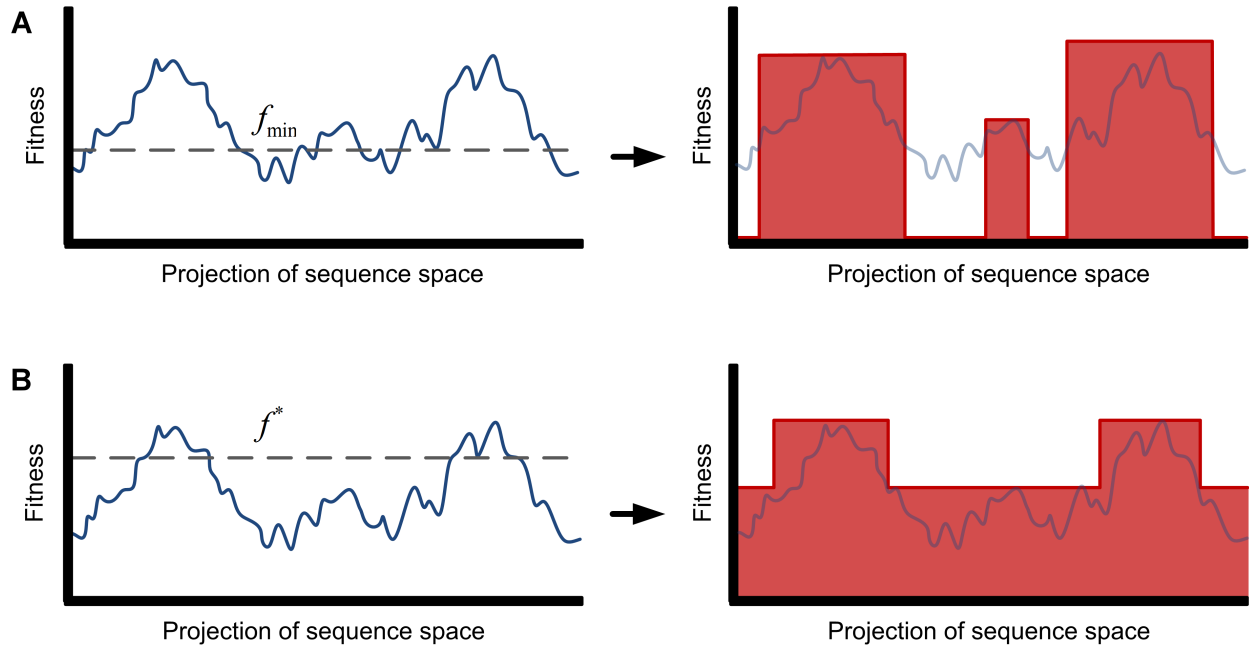 A
Fitness
f_min
Projection of sequence space
Fitness
Projection of sequence space
B
Fitness
f*
Projection of sequence space
Fitness
Projection of sequence space